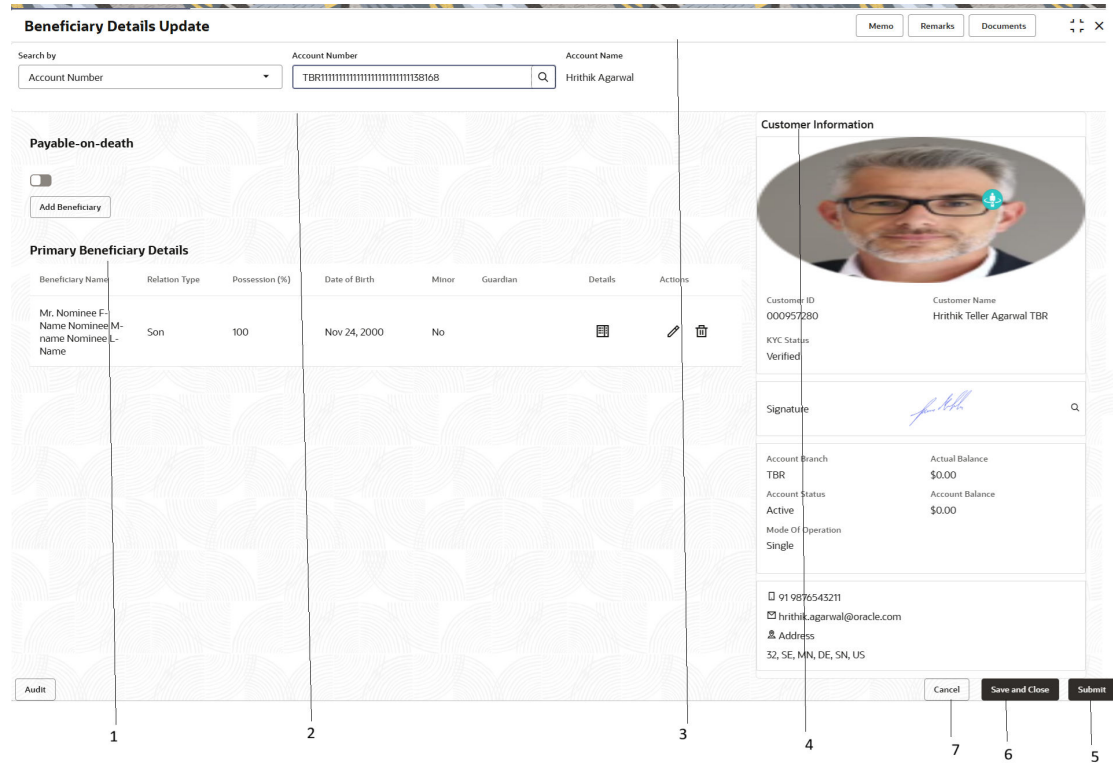 Beneficiary Details Update
Memo
Remarks
Documents
Search by
Account Number
Account Name
Account Number
TBR11111111111111111111111138168
Hrithik Agarwal
Customer Information
Payable-on-death
Add Beneficiary
Primary Beneficiary Details
Beneficiary Name
Relation Type
Possession (%)
Date of Birth
Minor
Guardian
Details
Actions
Mr. Nominee F-
Name Nominee M-
name Nominee L-
Name
Son
100
Nov 24, 2000
No
Customer ID
Customer Name
000957280
Hrithik Teller Agarwal TBR
KYC Status
Verified
Signature
Account Branch
Actual Balance
TBR
$0.00
Account Status
Account Balance
Active
$0.00
Mode Of Operation
Single
91 9876543211
hrithik.agarwal@oracle.com
Address
32, SE, MN, DE, SN, US
Audit
Cancel
Save and Close
Submit
1
2
3
4
7
6
5